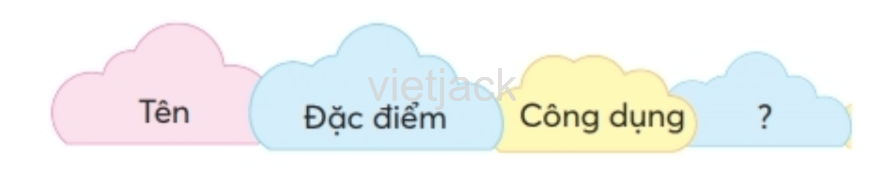 Tên
Đặc điểm
Công dụng
?
vietjack